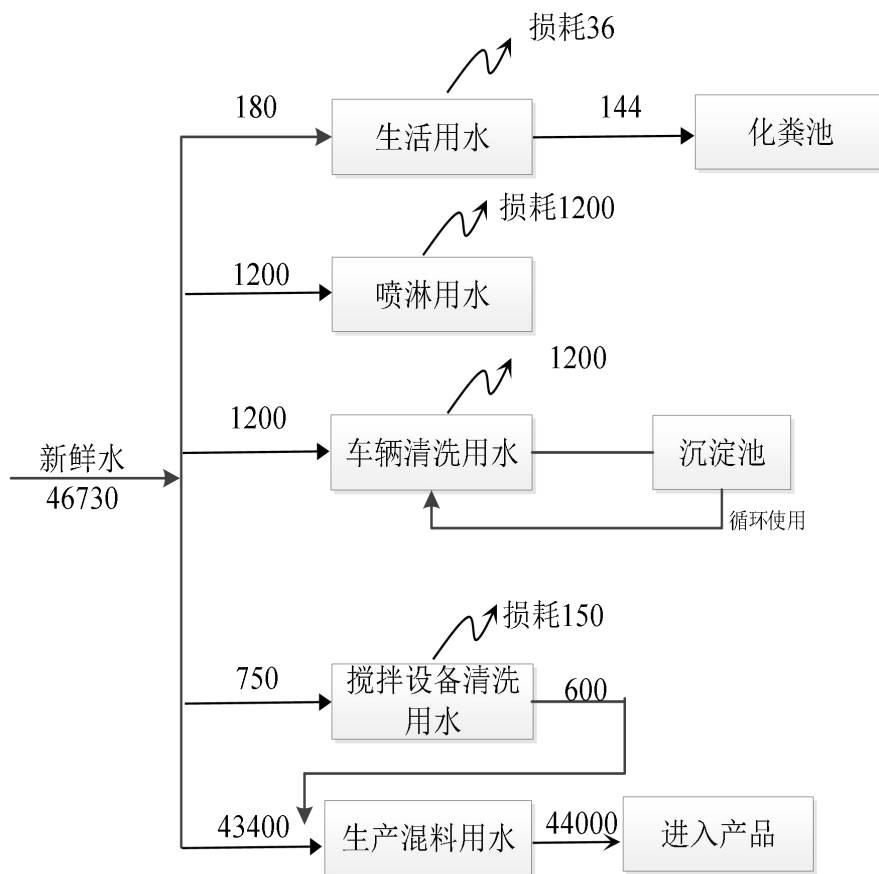 损耗36
180
生活用水
144
化粪池
损耗1200
1200
喷淋用水
1200
1200
车辆清洗用水
沉淀池
新鲜水
46730
循环使用
损耗150
750
搅拌设备清洗
用水
600
43400
生产混料用水
44000
进入产品